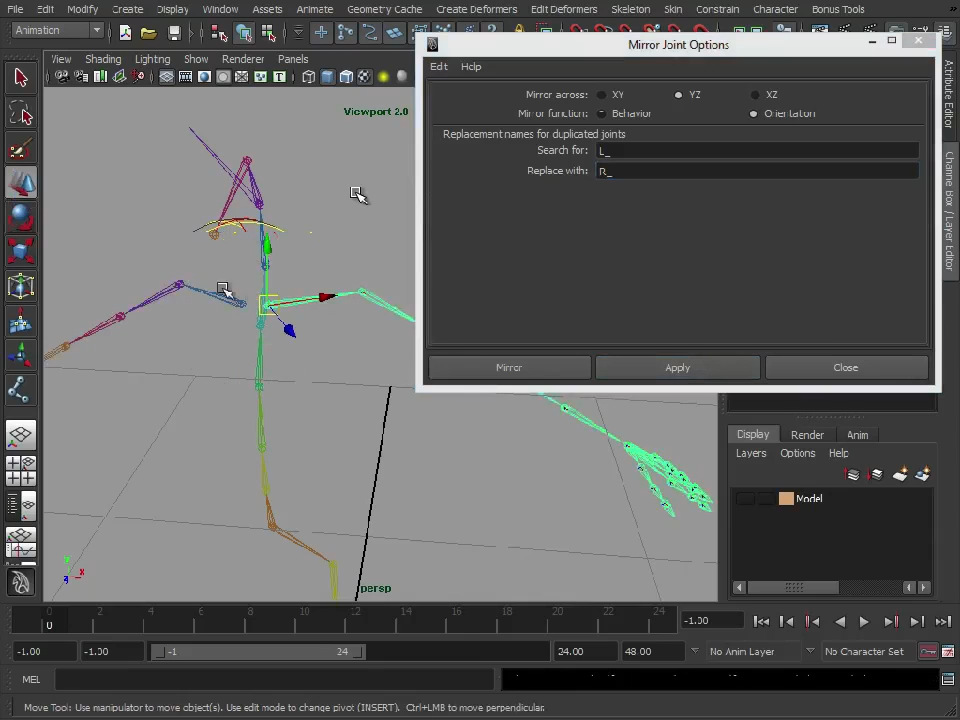 File Edit Modify Create Display Window Assets Animate Geometry Cache Create Deformers Edit Deformers Skeleton Skin Constrain Character Bonus Tools
Animation
Mirror Joint Options
View Shading Lighting Show Renderer Panels
Edit Help
Viewport 2.0
Mirror across: XY YZ XZ
Mirror function: Behavior Orientation
Replacement names for duplicated joints
Search for: L_
Replace with: R_
Mirror Apply Close
Attribute Editor
Channel Box / Layer Editor
Display Render Anim
Layers Options Help
Model
y
x
z
persp
0 2 4 6 8 10 12 14 16 18 20 22 24
0
-1.00
-1.00 -1.00 -1 24 24.00 48.00 No Anim Layer No Character Set
MEL
Move Tool: Use manipulator to move object(s). Use edit mode to change pivot (INSERT). Ctrl+LMB to move perpendicular.